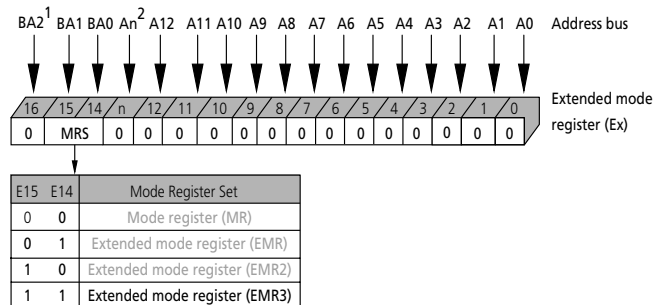 BA2¹ BA1 BA0 An² A12 A11 A10 A9 A8 A7 A6 A5 A4 A3 A2 A1 A0 Address bus
16 15 14 n 12 11 10 9 8 7 6 5 4 3 2 1 0 Extended mode
register (Ex)
0 MRS 0 0 0 0 0 0 0 0 0 0 0 0 0 0
E15 E14 Mode Register Set
0 0 Mode register (MR)
0 1 Extended mode register (EMR)
1 0 Extended mode register (EMR2)
1 1 Extended mode register (EMR3)